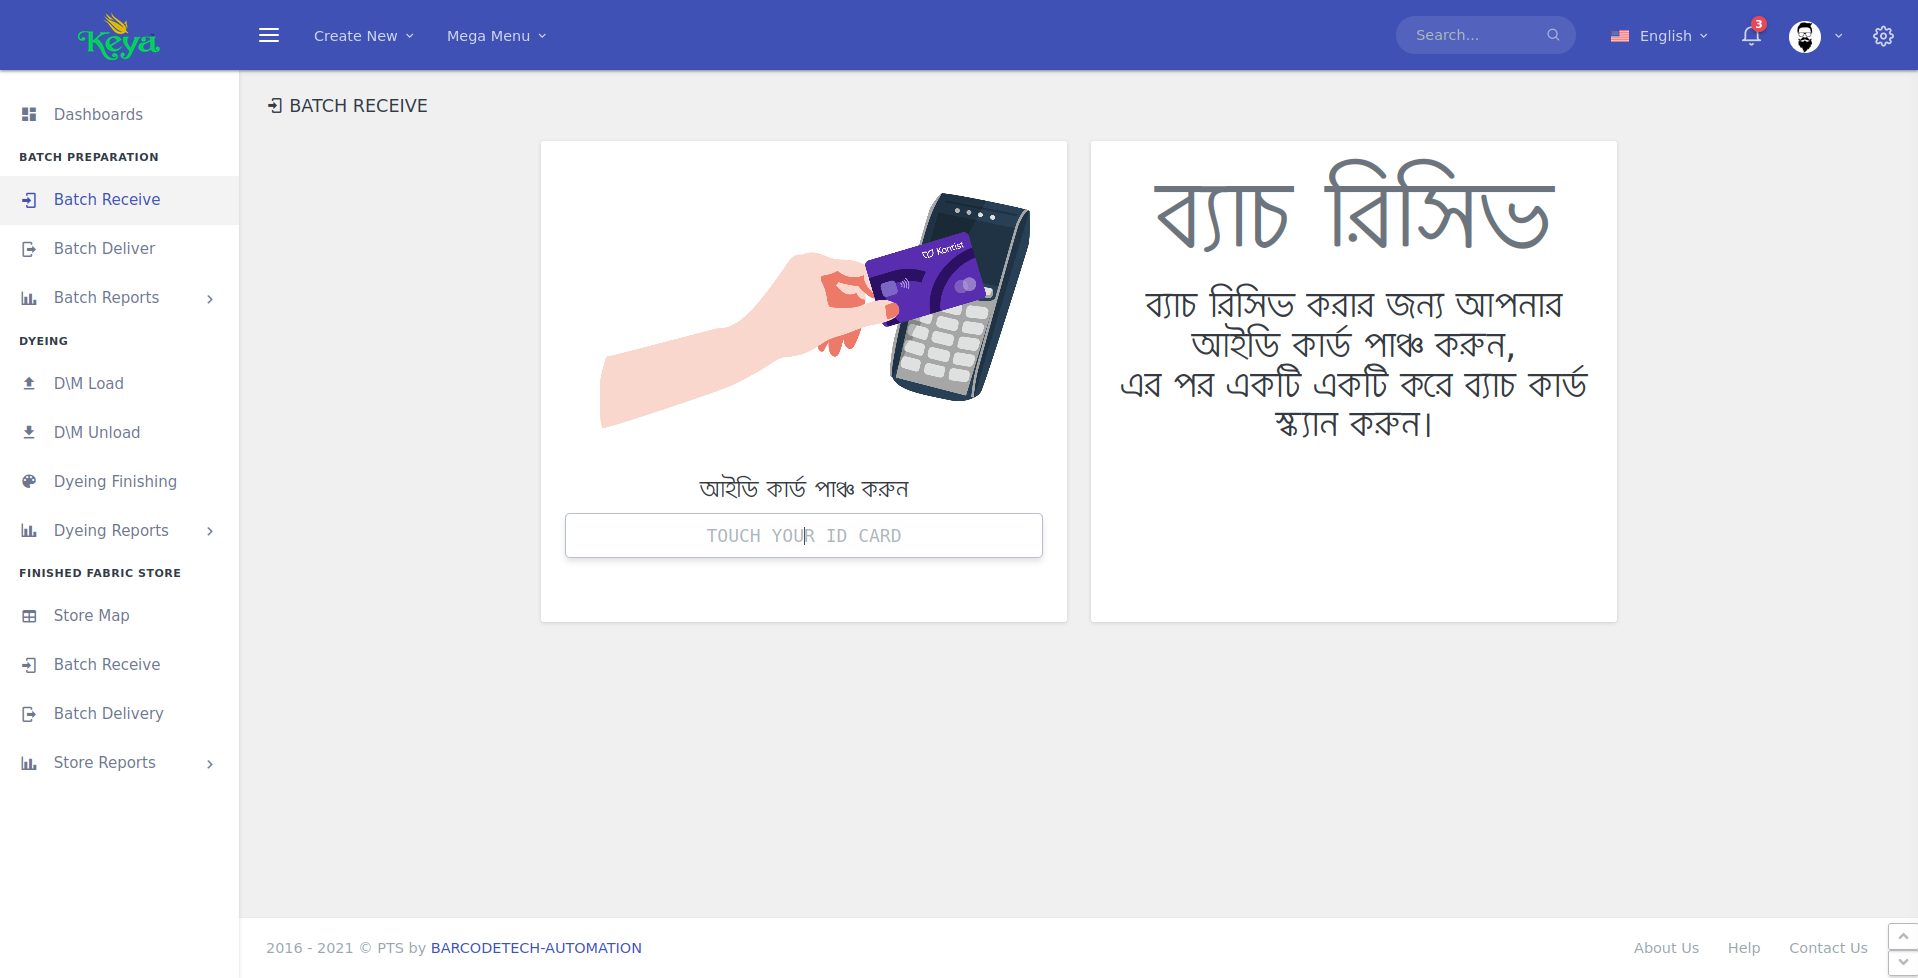 Keya
Create New
Mega Menu
Search...
English
3
Dashboards
BATCH PREPARATION
Batch Receive
Batch Deliver
Batch Reports
DYEING
D\M Load
D\M Unload
Dyeing Finishing
Dyeing Reports
FINISHED FABRIC STORE
Store Map
Batch Receive
Batch Delivery
Store Reports
BATCH RECEIVE
Kontist
আইডি কার্ড পাঞ্চ করুন
TOUCH YOUR ID CARD
ব্যাচ রিসিভ
ব্যাচ রিসিভ করার জন্য আপনার
আইডি কার্ড পাঞ্চ করুন,
এর পর একটি একটি করে ব্যাচ কার্ড
স্ক্যান করুন।
2016 - 2021 © PTS by BARCODETECH-AUTOMATION
About Us
Help
Contact Us